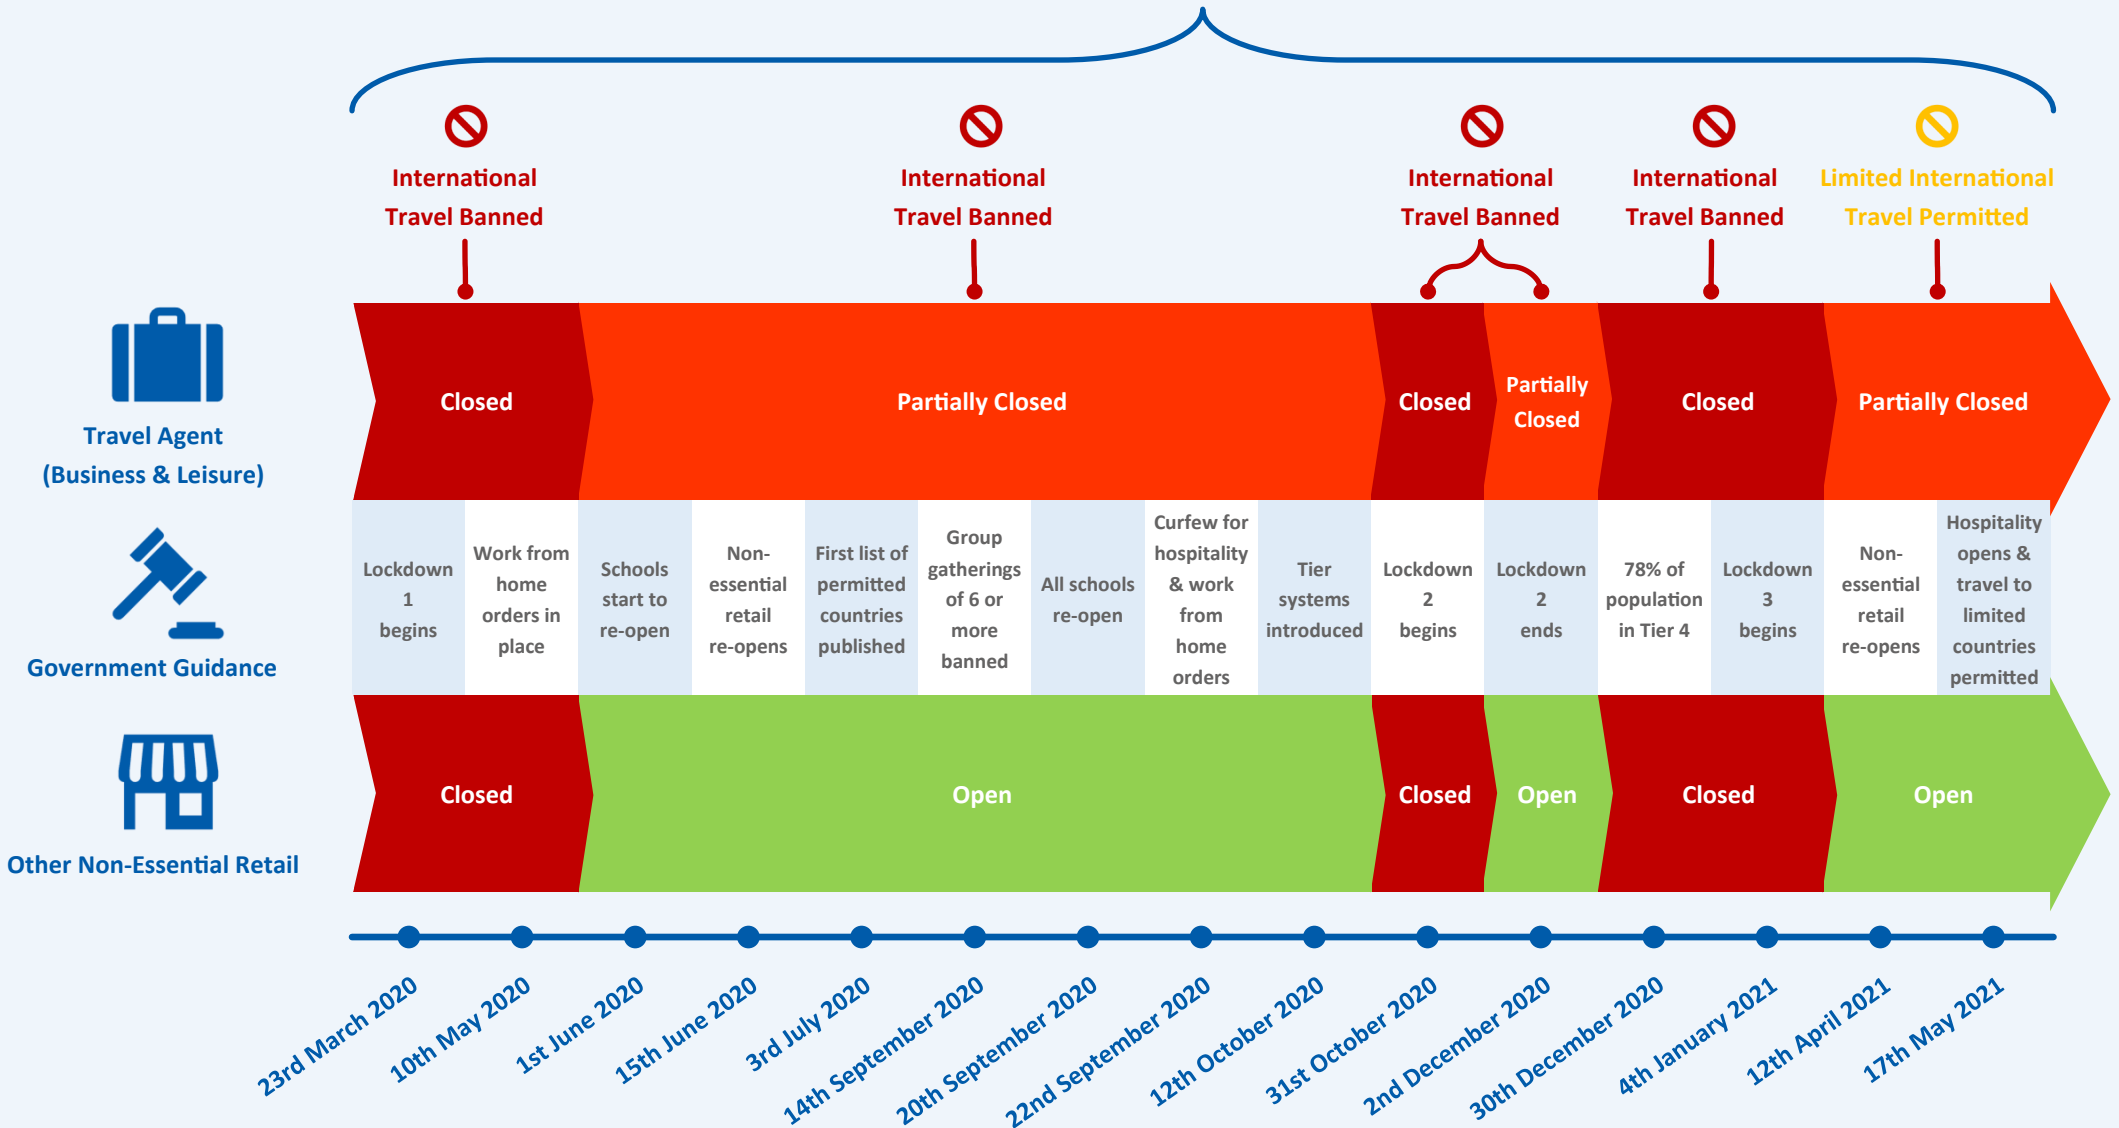 International
Travel Banned
International
Travel Banned
International
Travel Banned
International
Travel Banned
Limited International
Travel Permitted
Travel Agent
(Business & Leisure)
Closed
Partially Closed
Closed
Partially
Closed
Closed
Partially Closed
Government Guidance
Lockdown
1
begins
Work from
home
orders in
place
Schools
start to
re-open
Non-
essential
retail
re-opens
First list of
permitted
countries
published
Group
gatherings
of 6 or
more
banned
All schools
re-open
Curfew for
hospitality
& work
from
home
orders
Tier
systems
introduced
Lockdown
2
begins
Lockdown
2
ends
78% of
population
in Tier 4
Lockdown
3
begins
Non-
essential
retail
re-opens
Hospitality
opens &
travel to
limited
countries
permitted
Other Non-Essential Retail
Closed
Open
Closed
Open
Closed
Open
23rd March 2020
10th May 2020
1st June 2020
15th June 2020
3rd July 2020
14th September 2020
20th September 2020
22nd September 2020
12th October 2020
31st October 2020
2nd December 2020
30th December 2020
4th January 2021
12th April 2021
17th May 2021